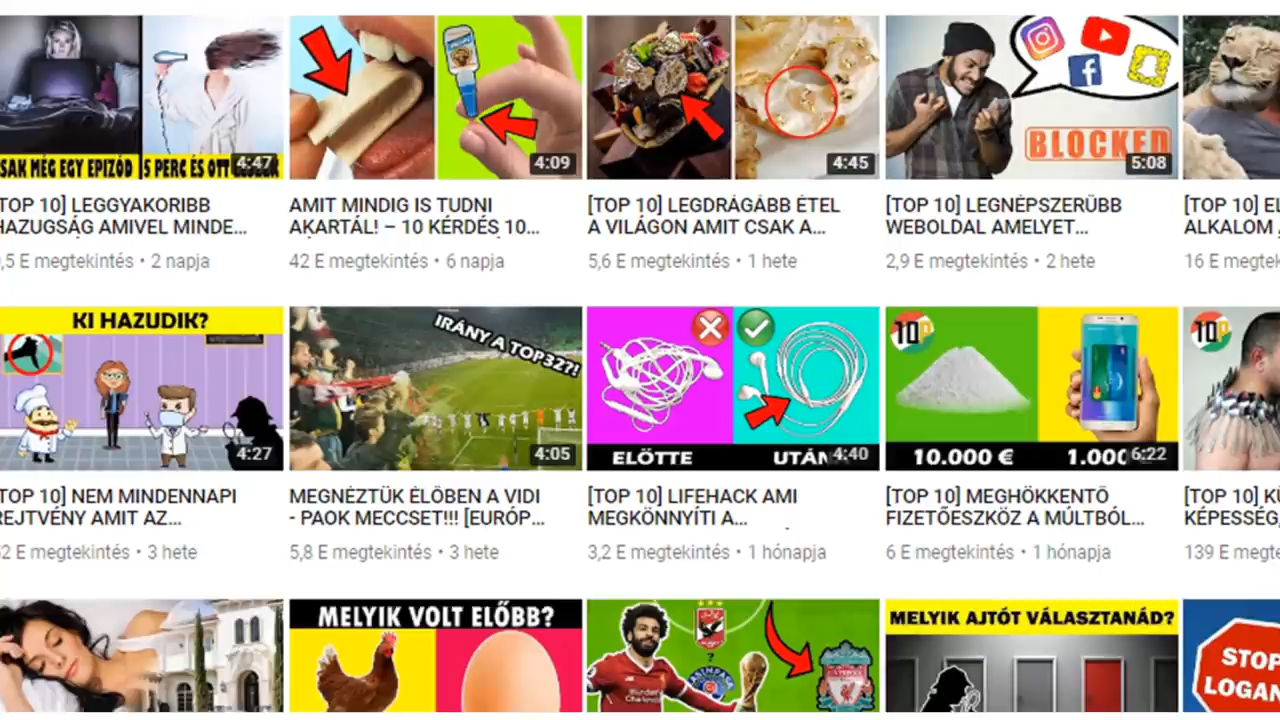 SAK MÉG EGY EPIZÓD
5 PERC ÉS OTT
4:47
4:09
4:45
BLOCKED
5:08
TOP 10] LEGGYAKORIBB
HAZUGSÁG AMIVEL MINDE...
,5 E megtekintés • 2 napja
AMIT MINDIG IS TUDNI
AKARTÁL! – 10 KÉRDÉS 10...
42 E megtekintés • 6 napja
[TOP 10] LEGDRÁGÁBB ÉTEL
A VILÁGON AMIT CSAK A...
5,6 E megtekintés • 1 hete
[TOP 10] LEGNÉPSZERŰBB
WEBOLDAL AMELYET...
2,9 E megtekintés • 2 hete
[TOP 10] EL
ALKALOM
16 E megtek
KI HAZUDIK?
4:27
IRÁNY A TOP32?!
4:05
ELŐTTE
UTÁN
4:40
TOP
10.000 €
1.000
6:22
TOP
TOP 10] NEM MINDENNAPI
REJTVÉNY AMIT AZ...
52 E megtekintés • 3 hete
MEGNÉZTÜK ÉLŐBEN A VIDI
- PAOK MECCSET!!! [EURÓP...
5,8 E megtekintés • 3 hete
[TOP 10] LIFEHACK AMI
MEGKÖNNYÍTI A...
3,2 E megtekintés • 1 hónapja
[TOP 10] MEGHÖKKENTŐ
FIZETŐESZKÖZ A MÚLTBÓL...
6 E megtekintés • 1 hónapja
[TOP 10] KÜ
KÉPESSÉG,
139 E megte
MELYIK VOLT ELŐBB?
MELYIK AJTÓT VÁLASZTANÁD?
STOP
LOGAN